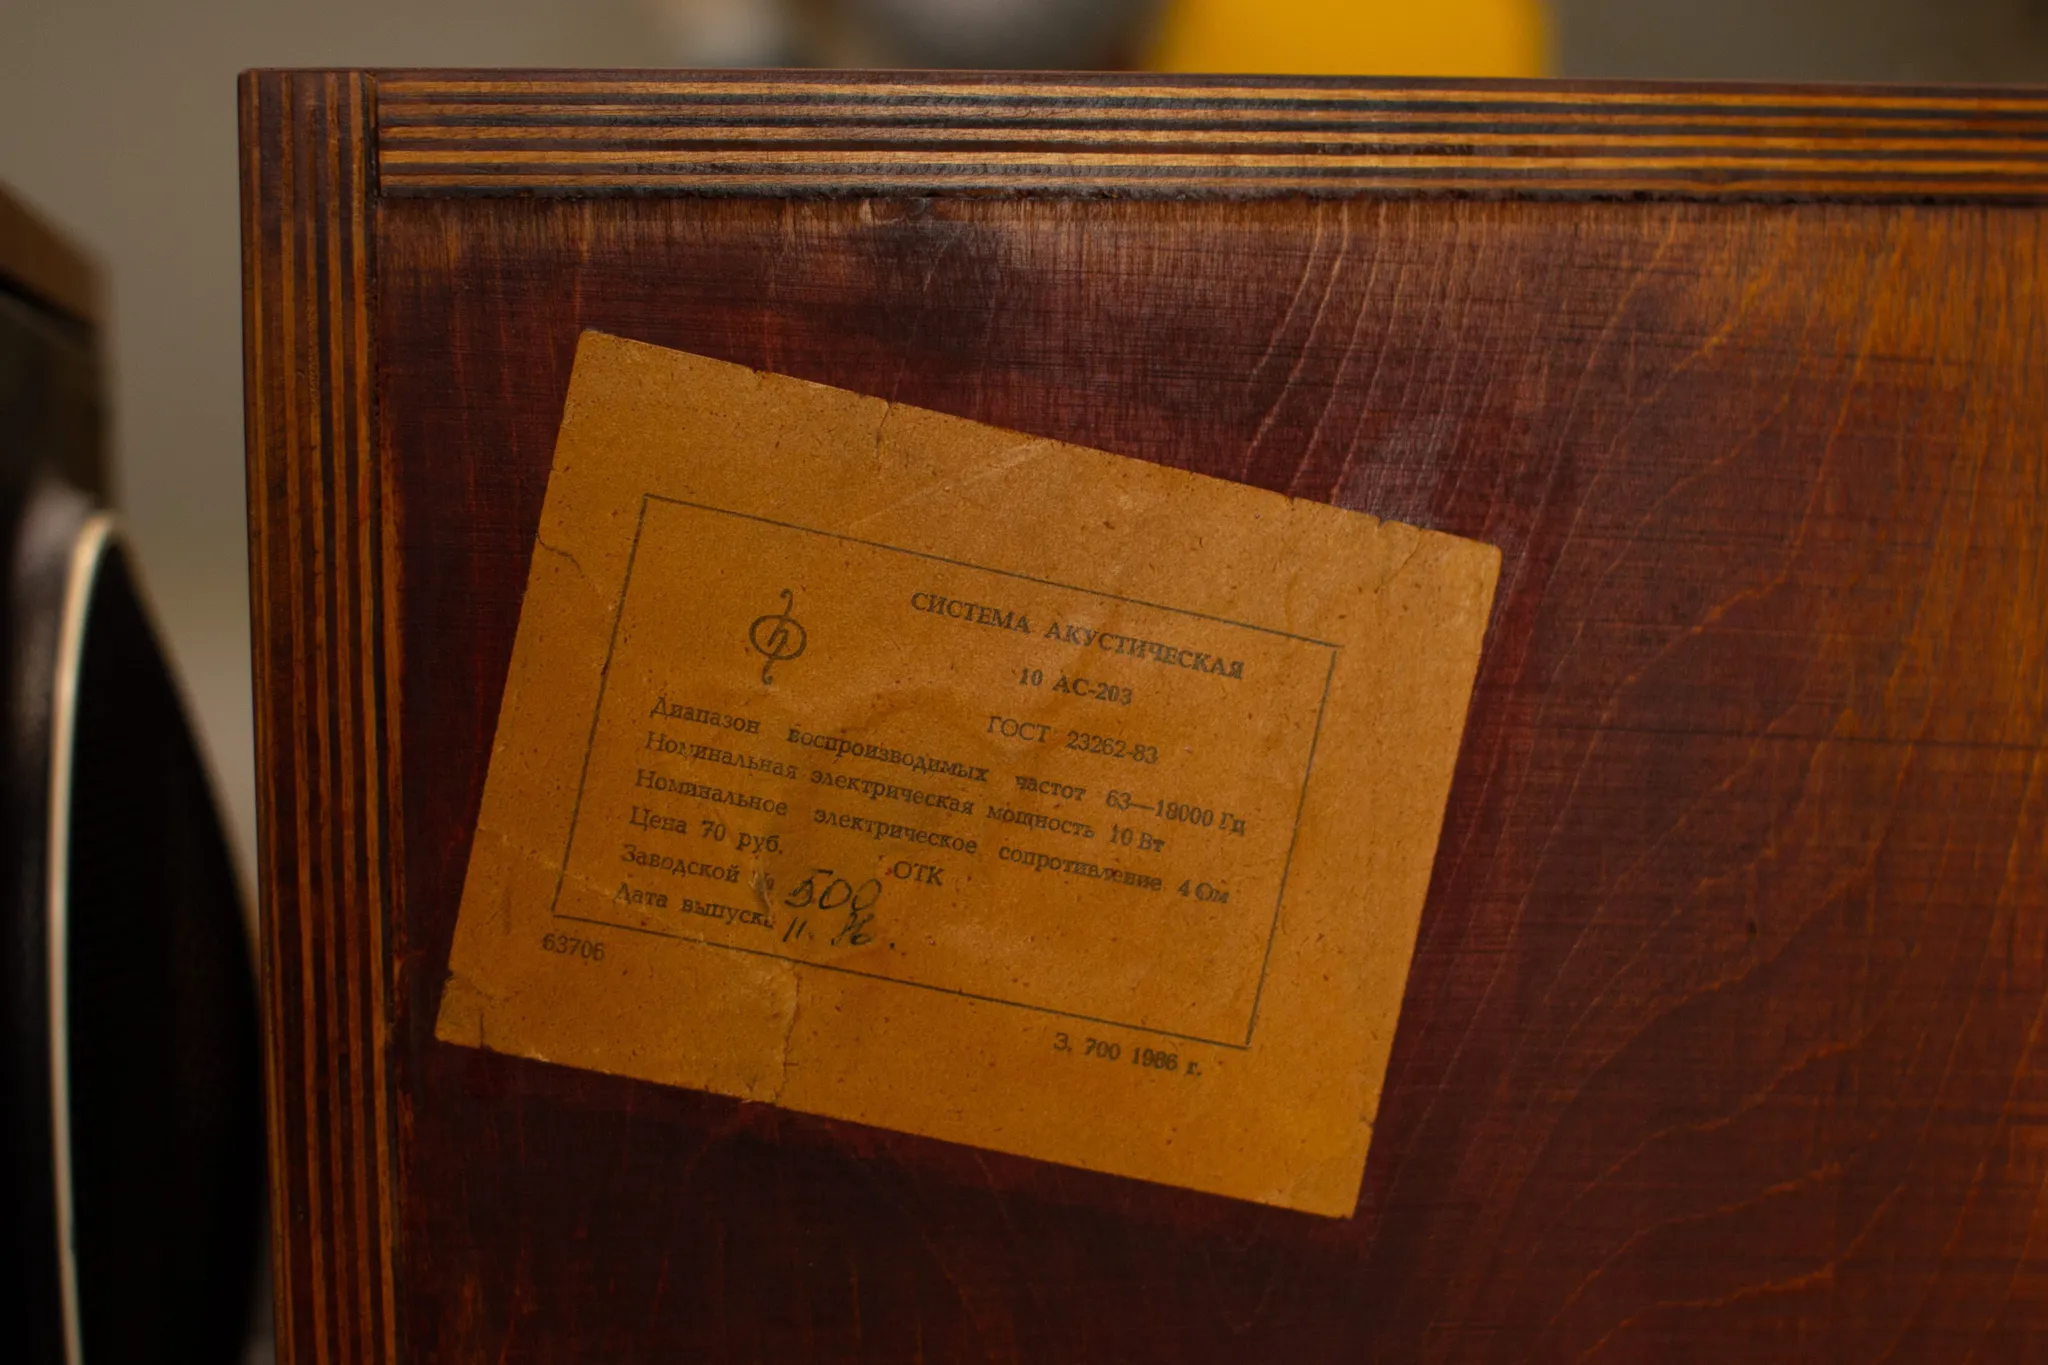 СИСТЕМА АКУСТИЧЕСКАЯ
10 АС-203
ГОСТ 23262-83
Диапазон воспроизводимых частот 63—18000 Гц
Номинальная электрическая мощность 10 Вт
Номинальное электрическое сопротивление 4 Ом
Цена 70 руб.
Заводской № 500 ОТК
Дата выпуска 11. 86.
63706
З. 700 1986 г.